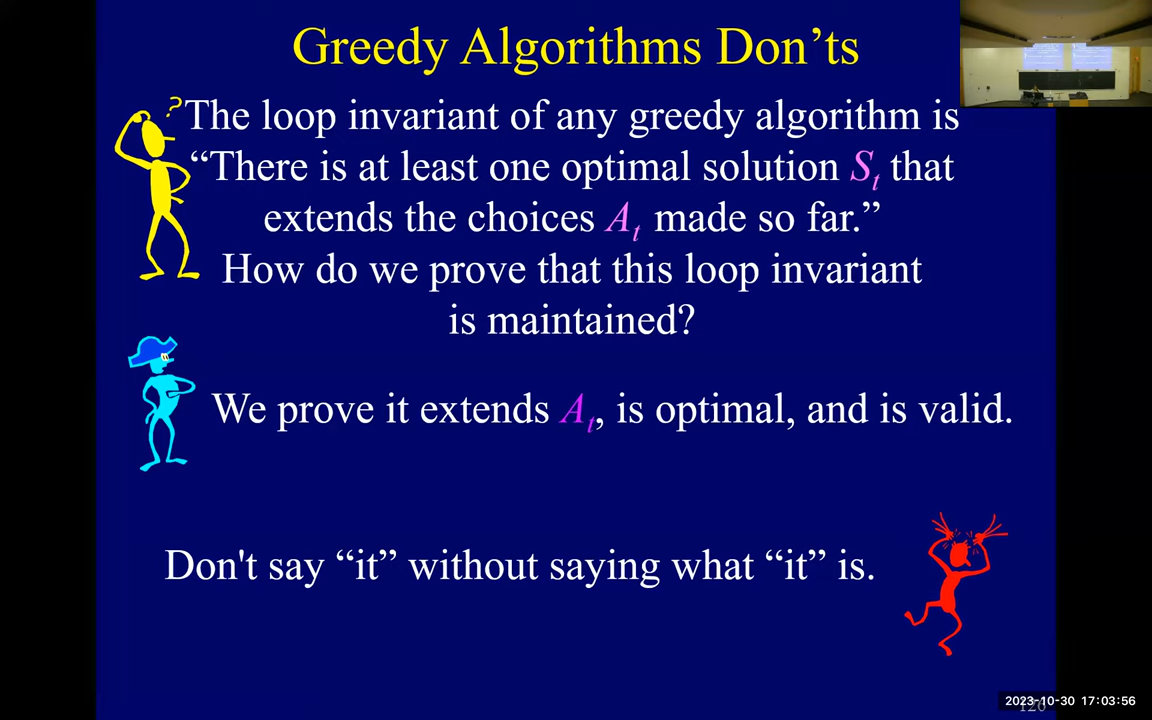 Greedy Algorithms Don'ts
?
The loop invariant of any greedy algorithm is
“There is at least one optimal solution St that
extends the choices At made so far.”
How do we prove that this loop invariant
is maintained?
We prove it extends At, is optimal, and is valid.
Don't say “it” without saying what “it” is.
2023-10-30 17:03:56